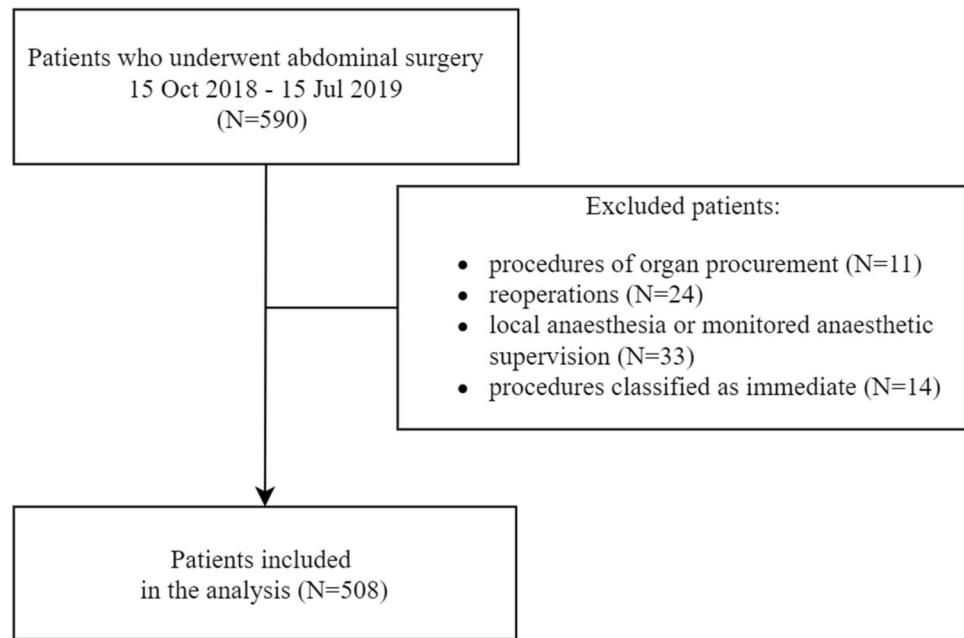 Patients who underwent abdominal surgery
15 Oct 2018 - 15 Jul 2019
(N=590)
Excluded patients:
• procedures of organ procurement (N=11)
• reoperations (N=24)
• local anaesthesia or monitored anaesthetic
supervision (N=33)
• procedures classified as immediate (N=14)
Patients included
in the analysis (N=508)